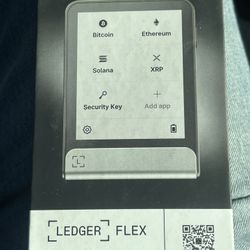 Bitcoin Ethereum
Solana XRP
Security Key Add app
[LEDGER] FLEX